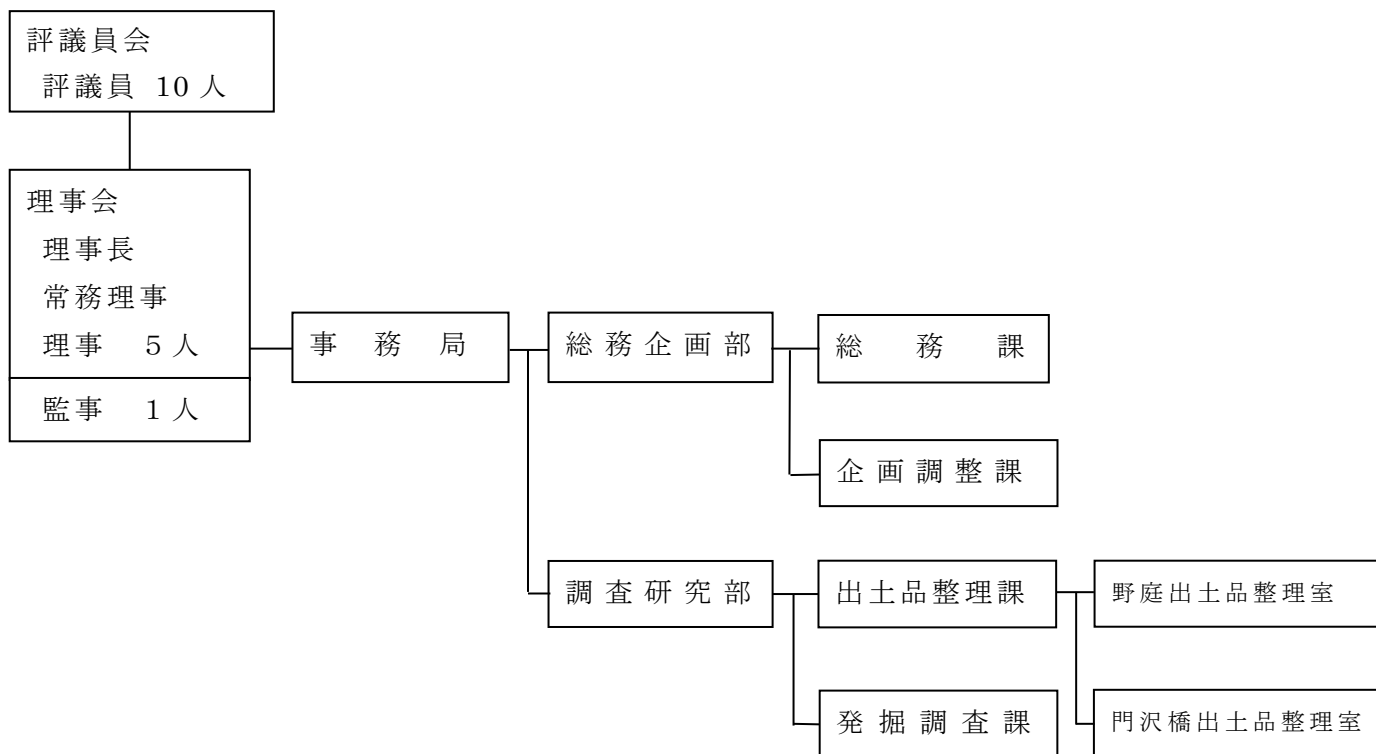 評議員会
評議員 10 人
理事会
理事長
常務理事
理事 5 人
監事 1 人
事 務 局
総務企画部
総 務 課
企画調整課
調査研究部
出土品整理課
野庭出土品整理室
発掘調査課
門沢橋出土品整理室